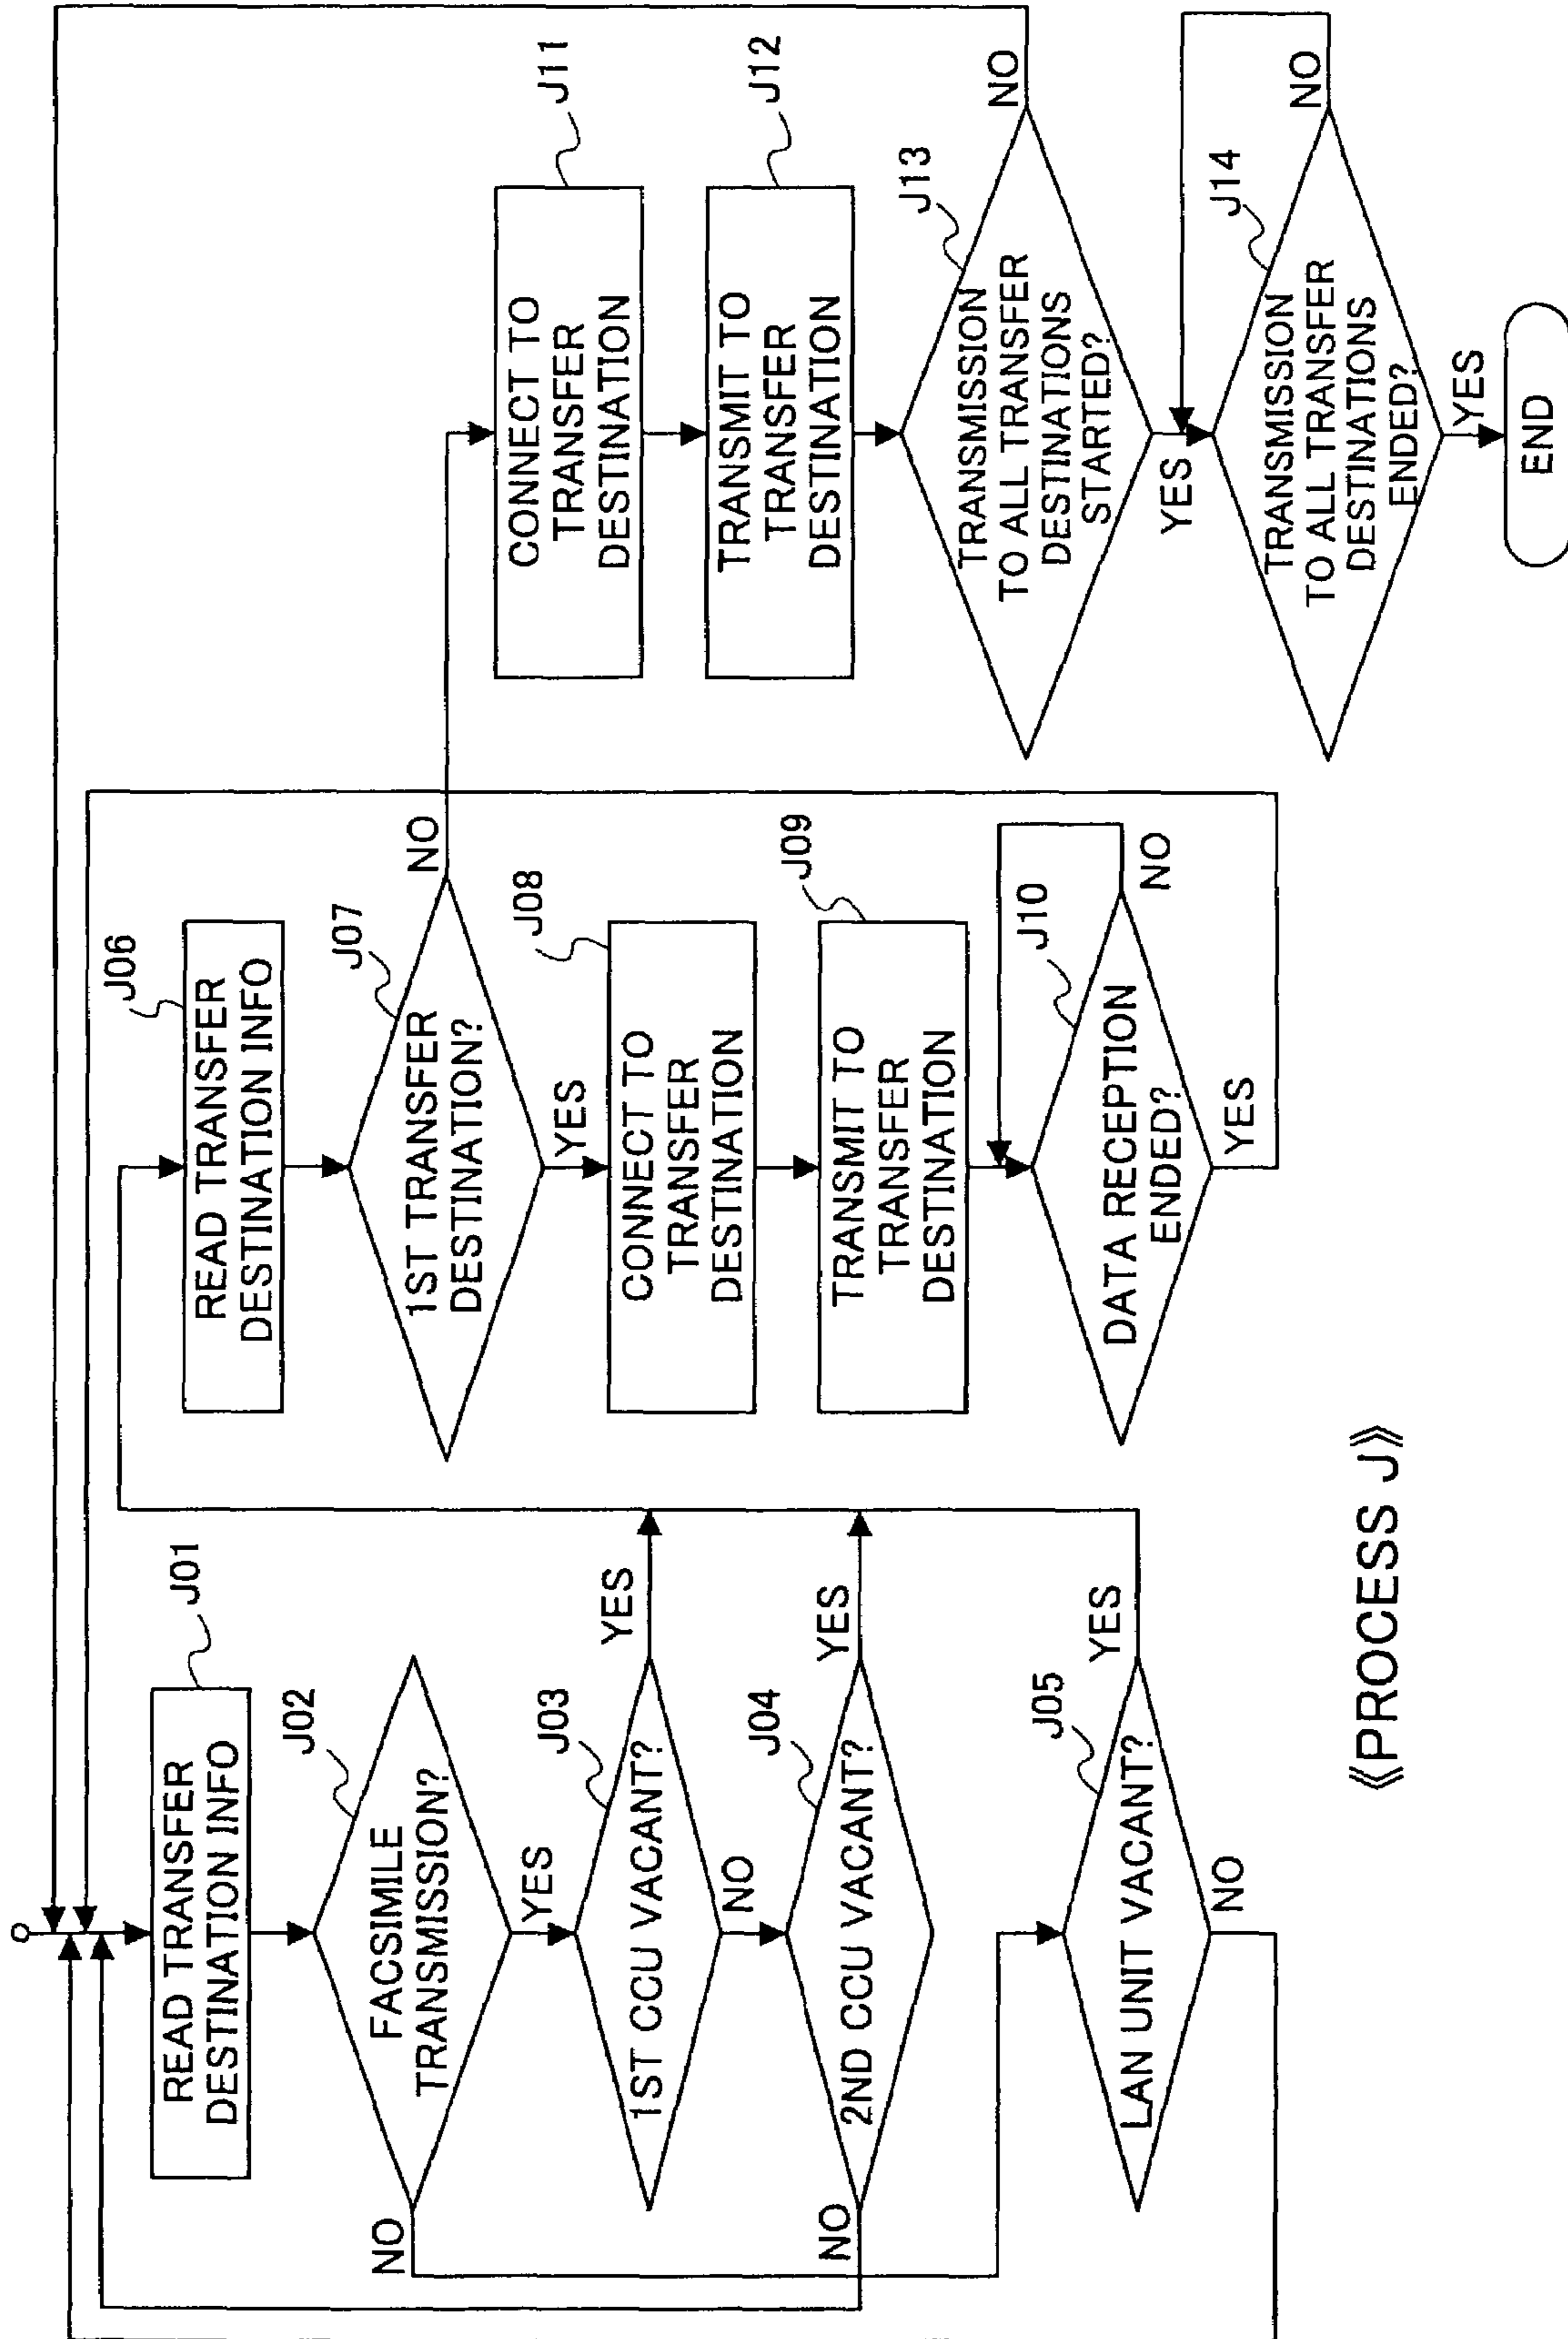 J01
READ TRANSFER
DESTINATION INFO
J02
FACSIMILE
TRANSMISSION?
NO
YES
J03
1ST CCU VACANT?
YES
NO
J04
2ND CCU VACANT?
YES
NO
J05
LAN UNIT VACANT?
YES
NO
J06
READ TRANSFER
DESTINATION INFO
J07
1ST TRANSFER
DESTINATION?
NO
YES
J08
CONNECT TO
TRANSFER
DESTINATION
J09
TRANSMIT TO
TRANSFER
DESTINATION
J10
DATA RECEPTION
ENDED?
NO
YES
J11
CONNECT TO
TRANSFER
DESTINATION
J12
TRANSMIT TO
TRANSFER
DESTINATION
J13
TRANSMISSION
TO ALL TRANSFER
DESTINATIONS
STARTED?
NO
YES
J14
TRANSMISSION
TO ALL TRANSFER
DESTINATIONS
ENDED?
NO
YES
END
《PROCESS J》